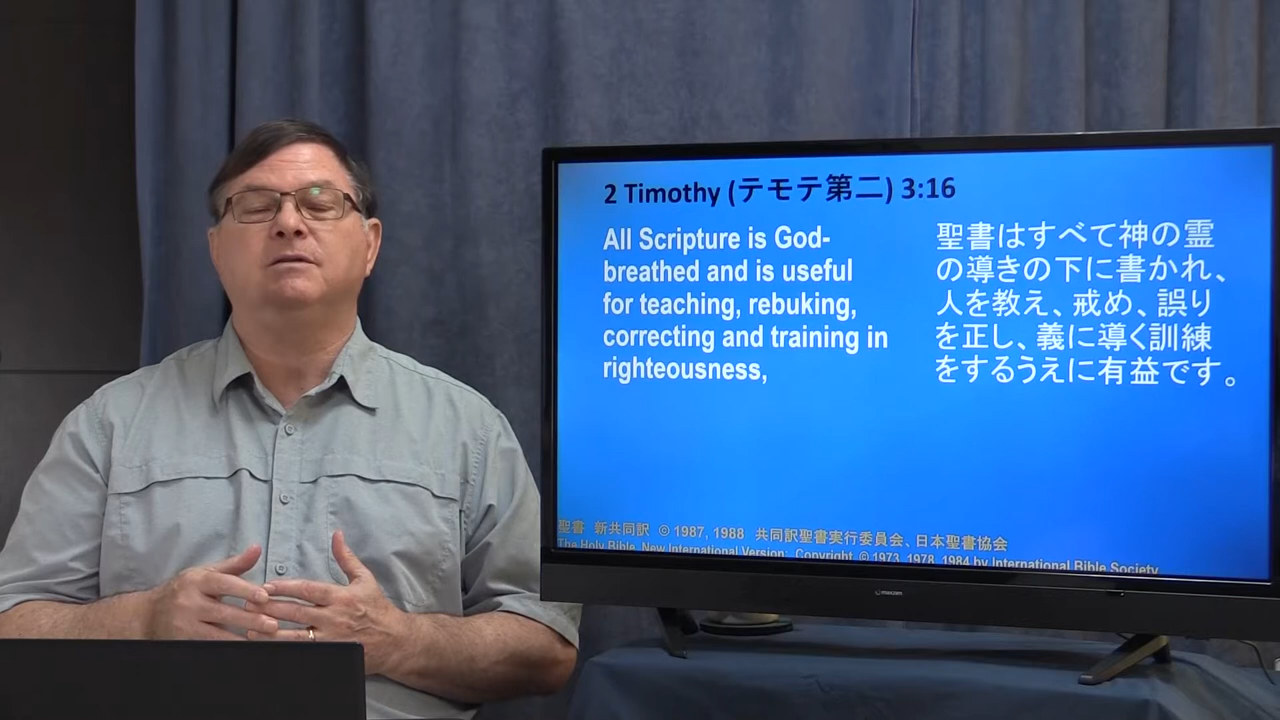 2 Timothy (テモテ第二) 3:16
All Scripture is God-
breathed and is useful
for teaching, rebuking,
correcting and training in
righteousness,
聖書はすべて神の霊
の導きの下に書かれ、
人を教え、戒め、誤り
を正し、義に導く訓練
をするうえに有益です。
聖書 新共同訳 © 1987, 1988 共同訳聖書実行委員会、日本聖書協会
The Holy Bible, New International Version: Copyright © 1973, 1978, 1984 by International Bible Society
maxzen